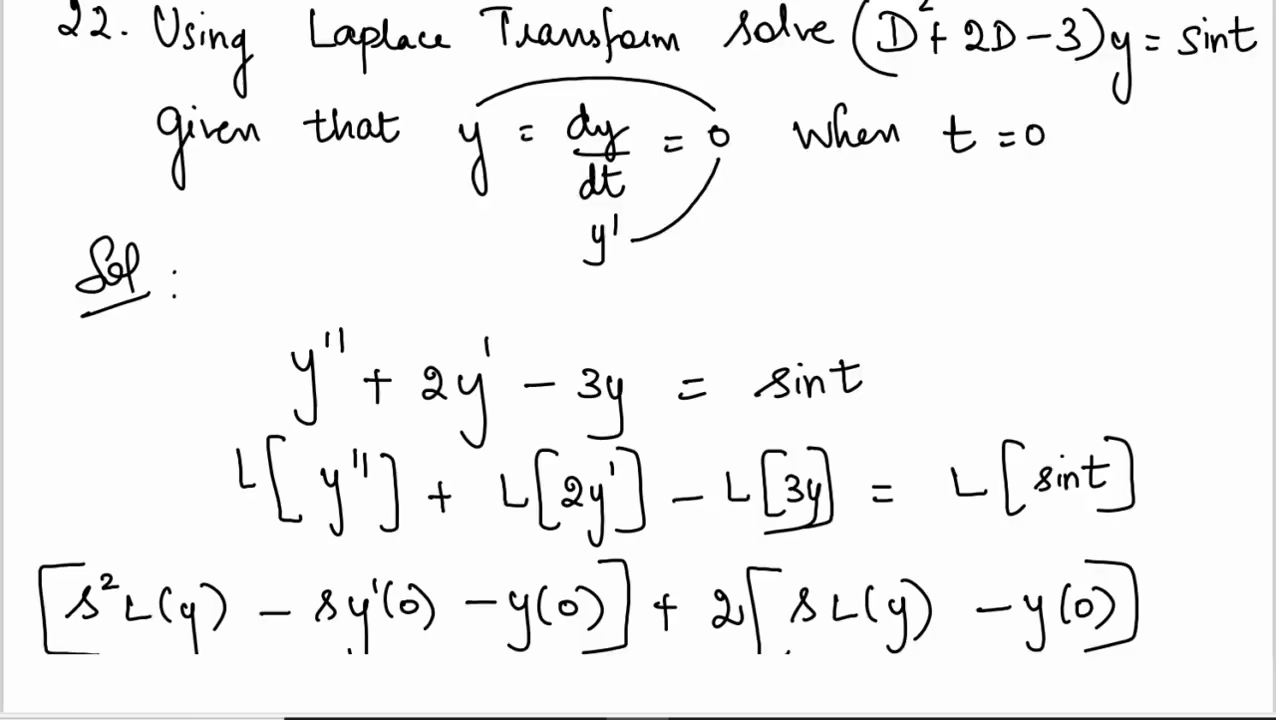 22. Using Laplace Transform solve (D² + 2D - 3)y = sint
given that y = dy/dt = 0 when t = 0
y'
Sol :
y'' + 2y' - 3y = sint
L[y''] + L[2y'] - L[3y] = L[sint]
[s² L(y) - sy'(0) - y(0)] + 2[sL(y) - y(0)]